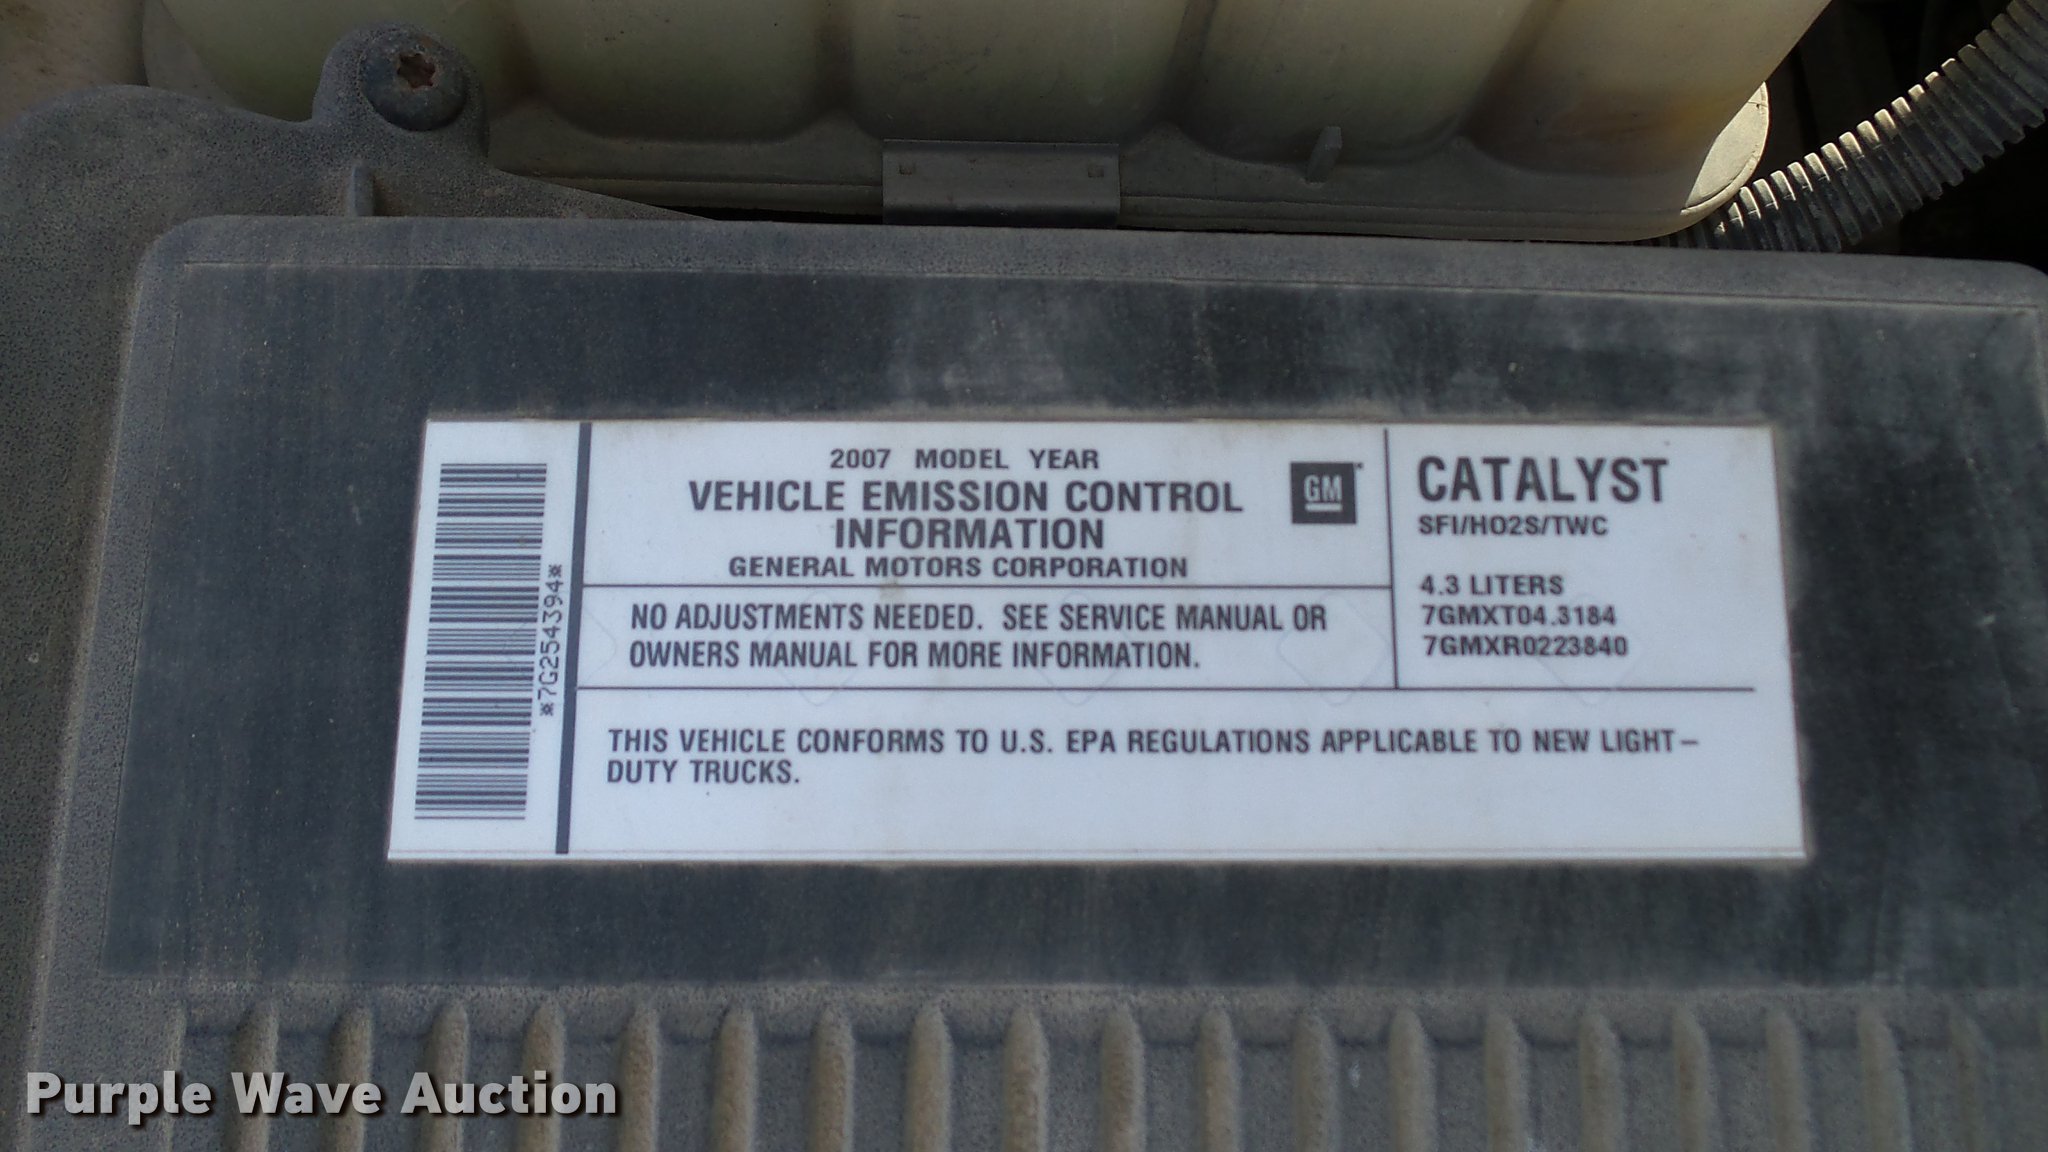 2007 MODEL YEAR
VEHICLE EMISSION CONTROL
INFORMATION
GENERAL MOTORS CORPORATION
GM
CATALYST
SFI/HO2S/TWC
4.3 LITERS
7GMXT04.3184
7GMXR0223840
NO ADJUSTMENTS NEEDED. SEE SERVICE MANUAL OR
OWNERS MANUAL FOR MORE INFORMATION.
THIS VEHICLE CONFORMS TO U.S. EPA REGULATIONS APPLICABLE TO NEW LIGHT–
DUTY TRUCKS.
*7G2543394*
Purple Wave Auction